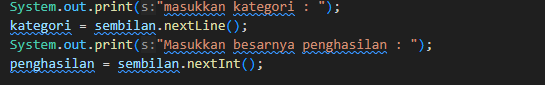 System.out.print(s:"masukkan kategori : ");
kategori = sembilan.nextLine();
System.out.print(s:"Masukkan besarnya penghasilan : ");
penghasilan = sembilan.nextInt();